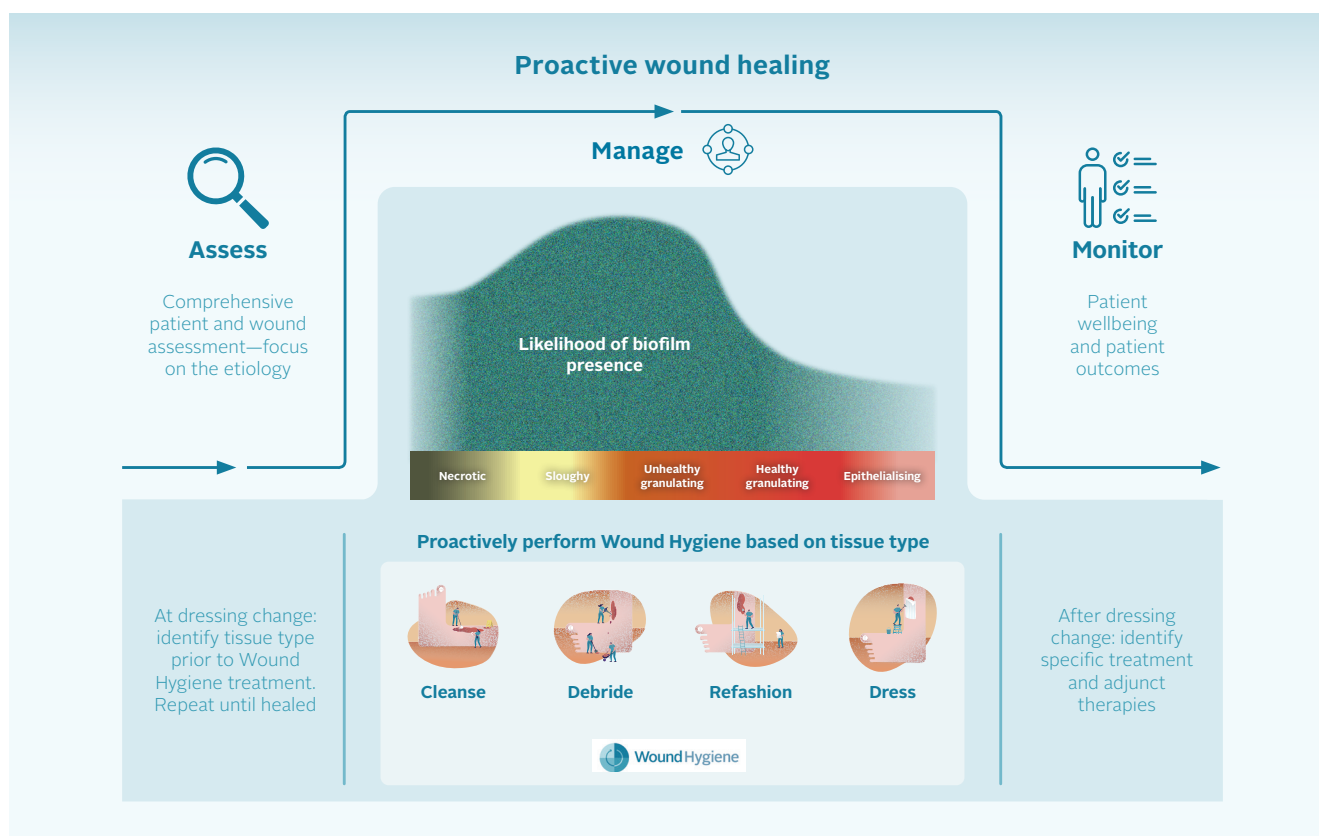 Proactive wound healing
Manage
Assess
Comprehensive
patient and wound
assessment—focus
on the etiology
Likelihood of biofilm
presence
Necrotic
Sloughy
Unhealthy
granulating
Healthy
granulating
Epithelialising
Monitor
Patient
wellbeing
and patient
outcomes
At dressing change:
identify tissue type
prior to Wound
Hygiene treatment.
Repeat until healed
Proactively perform Wound Hygiene based on tissue type
Cleanse
Debride
Refashion
Dress
WoundHygiene
After dressing
change: identify
specific treatment
and adjunct
therapies